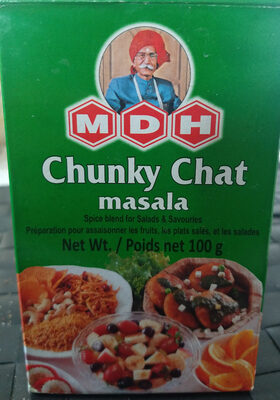 MDH
Chunky Chat
masala
Spice blend for Salads & Savouries
Préparation pour assaisonner les fruits, les plats salés, et les salades
Net Wt. / Poids net 100 g